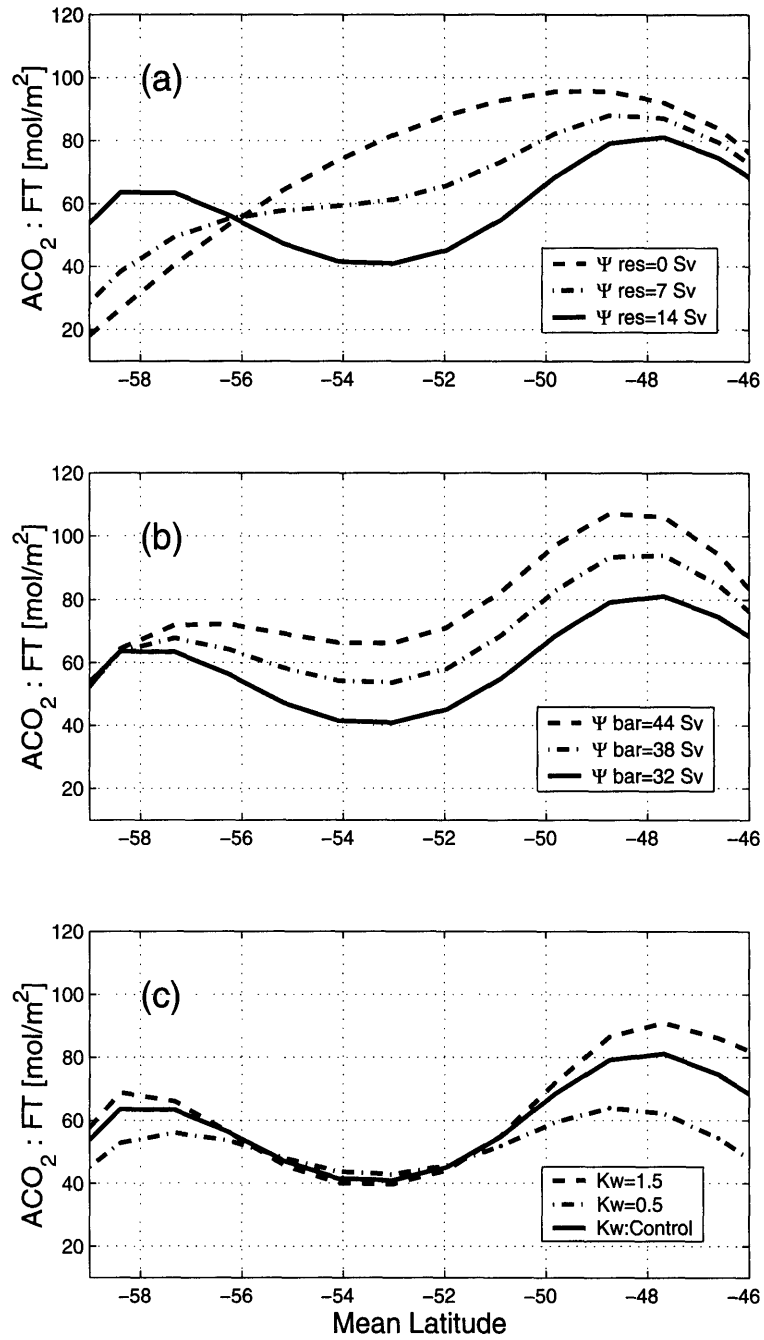 120
100
80
60
40
20
ACO2 : FT [mol/m2]
(a)
Ψ res=0 Sv
Ψ res=7 Sv
Ψ res=14 Sv
−58
−56
−54
−52
−50
−48
−46
120
100
80
60
40
20
ACO2 : FT [mol/m2]
(b)
Ψ bar=44 Sv
Ψ bar=38 Sv
Ψ bar=32 Sv
−58
−56
−54
−52
−50
−48
−46
120
100
80
60
40
20
ACO2 : FT [mol/m2]
(c)
Kw=1.5
Kw=0.5
Kw:Control
−58
−56
−54
−52
−50
−48
−46
Mean Latitude